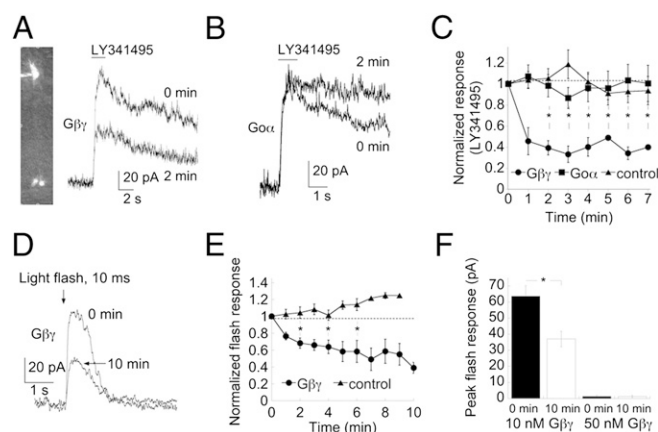 A
LY341495
0 min
Gβγ
2 min
20 pA
2 s
B
LY341495
2 min
Goα
0 min
20 pA
1 s
C
Normalized response
(LY341495)
1.2
1
0.8
0.6
0.4
0.2
0
* * * * * *
0 1 2 3 4 5 6 7
Gβγ Goα control
Time (min)
D
Light flash, 10 ms
0 min
Gβγ
10 min
20 pA
1 s
E
Normalized flash response
1.4
1.2
1
0.8
0.6
0.4
0.2
0
* * *
Gβγ control
0 2 4 6 8 10
Time (min)
F
Peak flash response (pA)
70
60
50
40
30
20
10
0
*
0 min 10 min 0 min 10 min
10 nM Gβγ 50 nM Gβγ